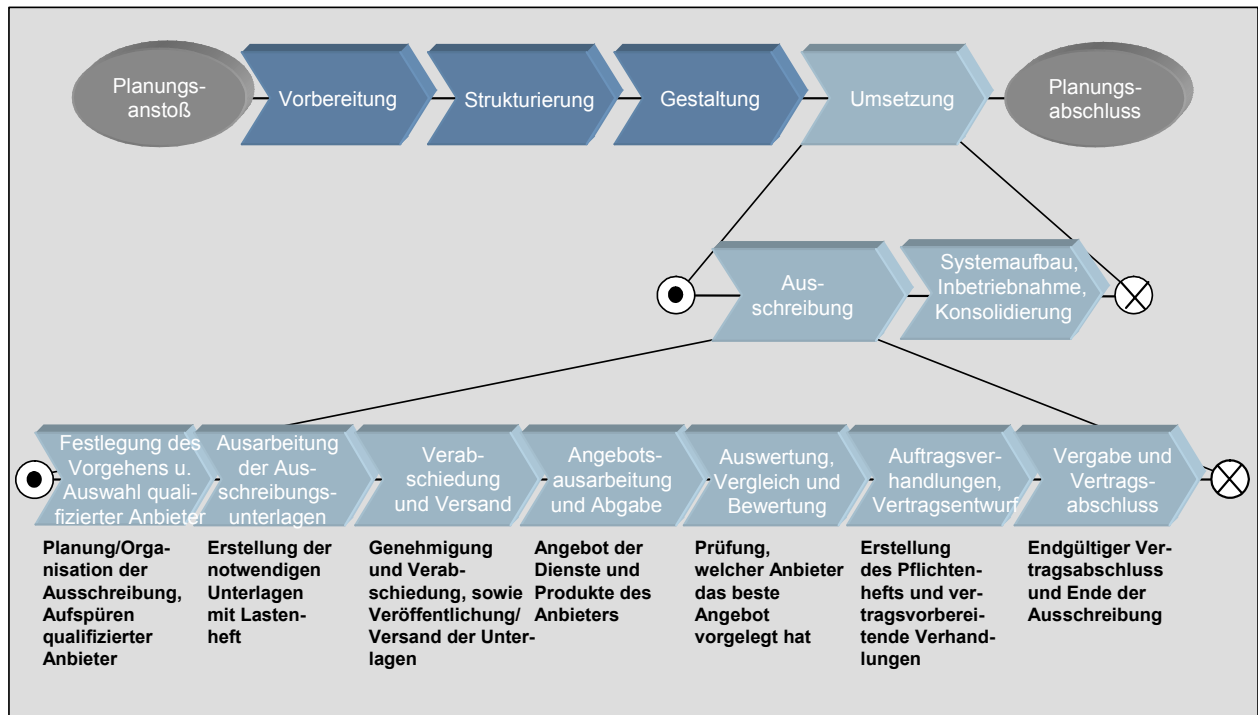 Planungs-
anstoß
Vorbereitung
Strukturierung
Gestaltung
Umsetzung
Planungs-
abschluss
Aus-
schreibung
Systemaufbau,
Inbetriebnahme,
Konsolidierung
Festlegung des
Vorgehens u.
Auswahl quali-
fizierter Anbieter
Ausarbeitung
der Aus-
schreibungs-
unterlagen
Verab-
schiedung
und Versand
Angebots-
ausarbeitung
und Abgabe
Auswertung,
Vergleich und
Bewertung
Auftragsver-
handlungen,
Vertragsentwurf
Vergabe und
Vertrags-
abschluss
Planung/Orga-
nisation der
Ausschreibung,
Aufspüren
qualifizierter
Anbieter
Erstellung der
notwendigen
Unterlagen
mit Lasten-
heft
Genehmigung
und Verab-
schiedung, sowie
Veröffentlichung/
Versand der Unter-
lagen
Angebot der
Dienste und
Produkte des
Anbieters
Prüfung,
welcher Anbieter
das beste
Angebot
vorgelegt hat
Erstellung
des Pflichten-
hefts und ver-
tragsvorberei-
tende Verhand-
lungen
Endgültiger Ver-
tragsabschluss
und Ende der
Ausschreibung